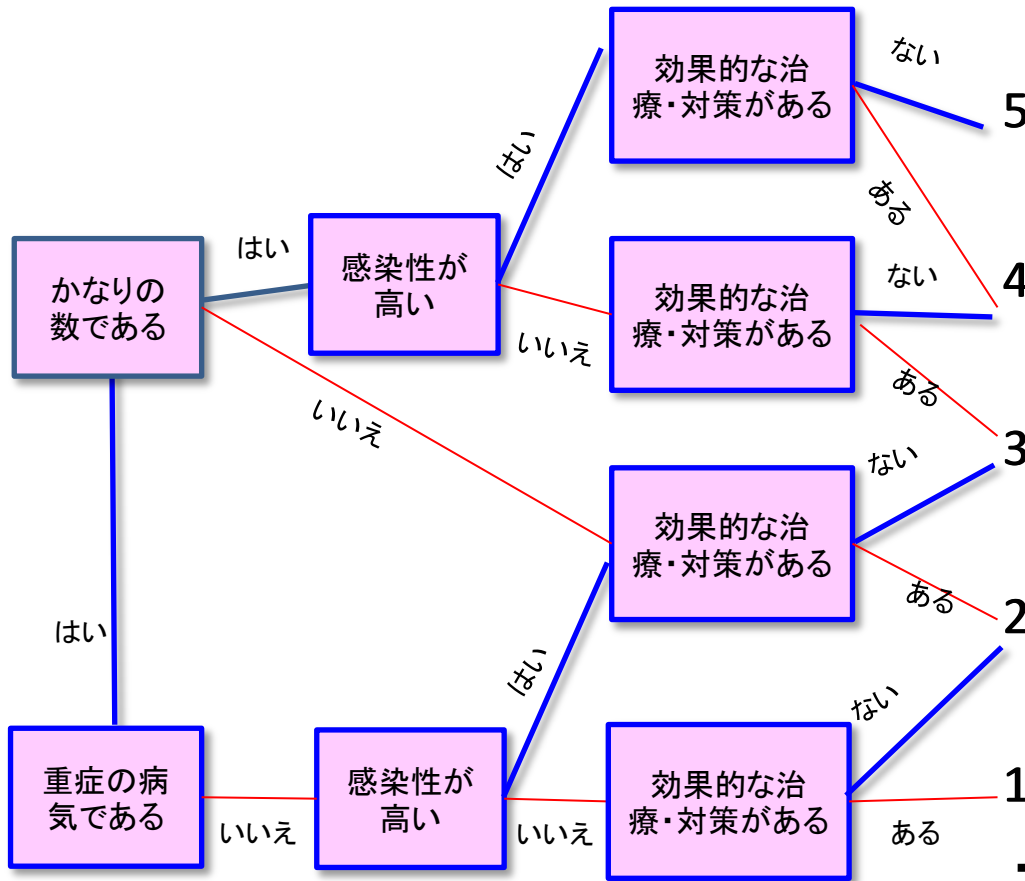 効果的な治
療・対策がある
ない
5
はい
ある
かなりの
数である
はい
感染性が
高い
効果的な治
療・対策がある
ない
4
いいえ
ある
いいえ
効果的な治
療・対策がある
ない
3
ある
2
はい
はい
重症の病
気である
いいえ
感染性が
高い
いいえ
効果的な治
療・対策がある
ない
1
ある